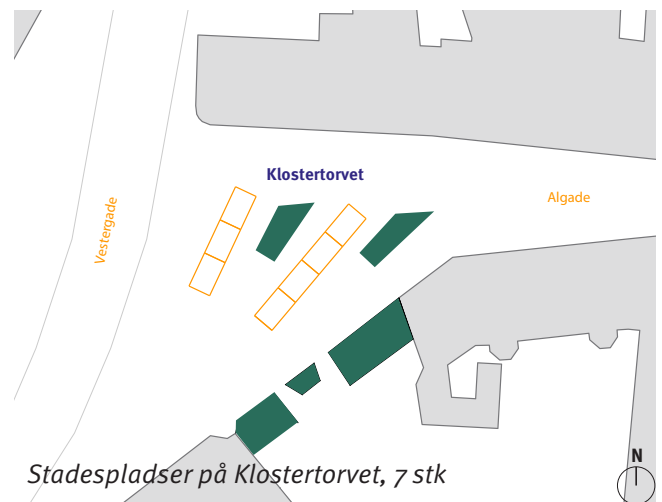 Klostertorvet
Algade
Vestergade
Stadespladser på Klostertorvet, 7 stk
N